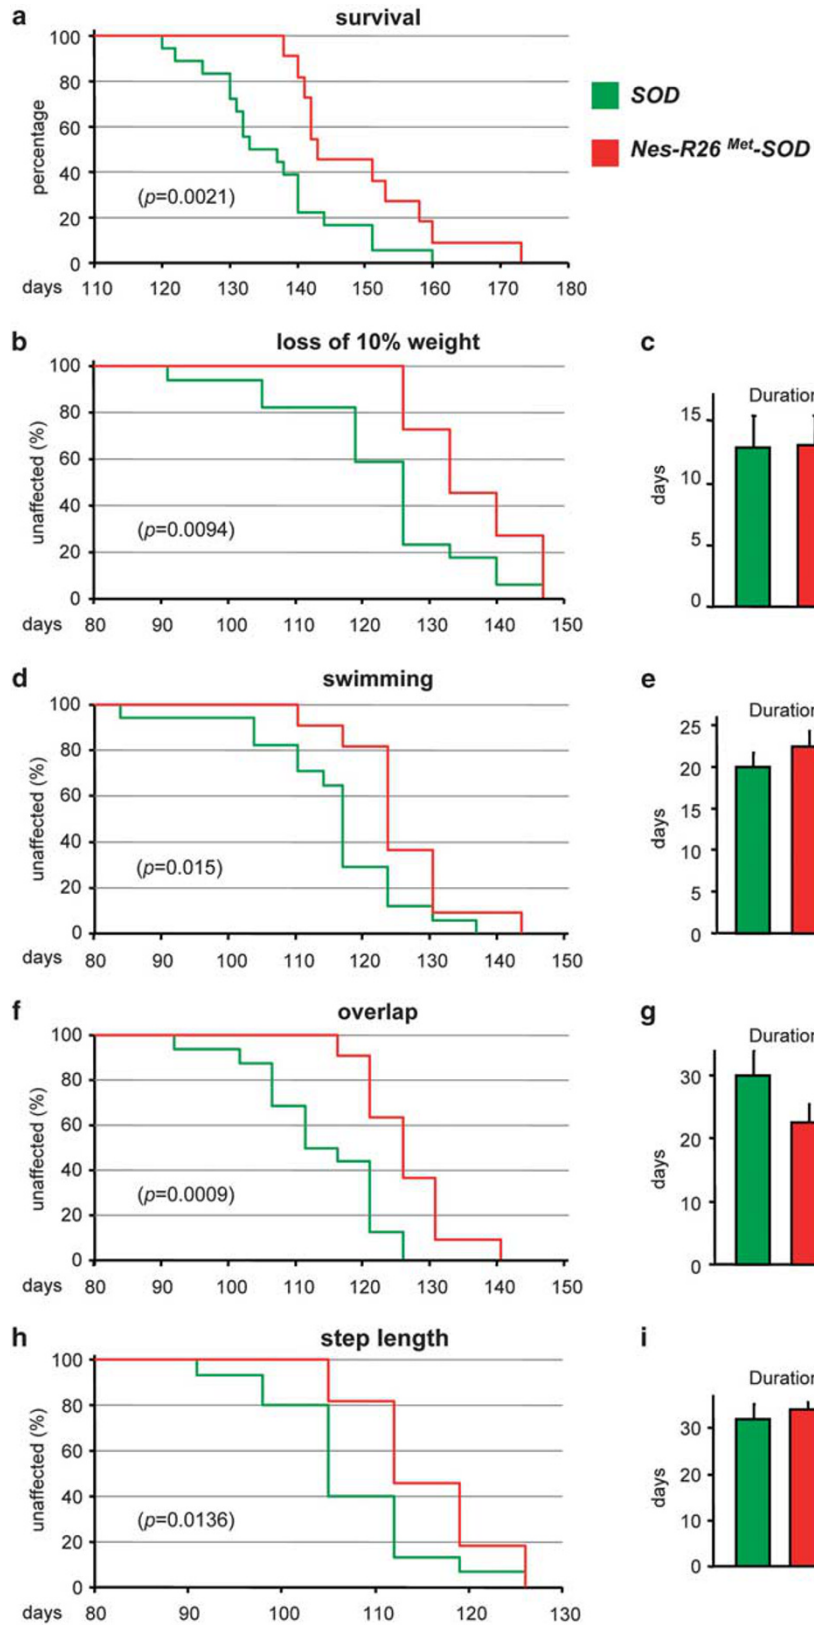 a
survival
100
80
60
40
20
0
percentage
(p=0.0021)
days
110 120 130 140 150 160 170 180
SOD
Nes-R26 Met-SOD
b
loss of 10% weight
100
80
60
40
20
0
unaffected (%)
(p=0.0094)
days
80 90 100 110 120 130 140 150
c
Duration
15
10
5
0
days
d
swimming
100
80
60
40
20
0
unaffected (%)
(p=0.015)
days
80 90 100 110 120 130 140 150
e
Duration
25
20
15
10
5
0
days
f
overlap
100
80
60
40
20
0
unaffected (%)
(p=0.0009)
days
80 90 100 110 120 130 140 150
g
Duration
30
20
10
0
days
h
step length
100
80
60
40
20
0
unaffected (%)
(p=0.0136)
days
80 90 100 110 120 130
i
Duration
30
20
10
0
days